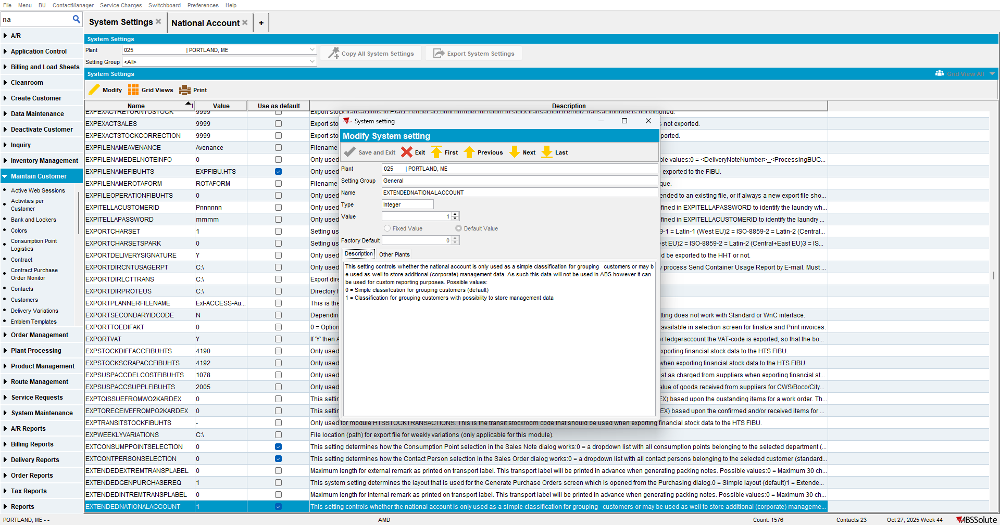 File Menu BU ContactManager Service Charges Switchboard Preferences Help
na
System Settings
National Account
+
A/R
Application Control
Billing and Load Sheets
Cleanroom
Create Customer
Data Maintenance
Deactivate Customer
Inquiry
Inventory Management
Maintain Customer
Active Web Sessions
Activities per
Customer
Bank and Lockers
Colors
Consumption Point
Logistics
Contract
Contract Purchase
Order Monitor
Contacts
Customers
Delivery Variations
Emblem Templates
Order Management
Plant Processing
Product Management
Route Management
Service Requests
System Maintenance
A/R Reports
Billing Reports
Delivery Reports
Order Reports
Tax Reports
Reports
System Settings
Plant 025 | PORTLAND, ME
Setting Group <All>
Copy All System Settings
Export System Settings
System Settings
Grid View All
Modify Grid Views Print
Name 1 Value Use as default Description
EXPEXACTRETURNTOSTOCK 9999 Export stock transactions to Exact. Ledger account number for return to stock transaction If empty, transactiontype is not exported.
EXPEXACTSALES 9999 Export sto s not exported.
EXPEXACTSTOCKCORRECTION 9999 Export sto ported.
EXPFILENAMEAVENANCE Avenance Filename
EXPFILENAMEDELNOTEINFO 0 Only used ble values:0 = <DeliveryNoteNumber>_<ProcessingBUC...
EXPFILENAMEFIBUHTS EXPFIBU.HTS Only used exported to the FIBU.
EXPFILENAMEROTAFORM ROTAFORM Filename que.
EXPFILEOPERATIONFIBUHTS 0 Only used ended to an existing file, or if always a new export file sho...
EXPITELLACUSTOMERID Pnnnnnn Only used fined in EXPITELLAPASSWORD to identify the laundry wh...
EXPITELLAPASSWORD mmmm Only used fined in EXPITELLACUSTOMERID to identify the laundry ...
EXPORTCHARSET 1 Setting us 9-1 = Latin-1 (West EU)2 = ISO-8859-2 = Latin-2 (Central...
EXPORTCHARSETSPARK 0 Setting us st EU)2 = ISO-8859-2 = Latin-2 (Central+East EU)3 = IS...
EXPORTDELIVERYSIGNATURE Y Only used d be exported to the HHT or not.
EXPORTDIRCNTUSAGERPT C:\ Only used y process Send Container Usage Report by E-mail. Must ...
EXPORTDIRLCTTRANS C:\ Export dire
EXPORTDIRPROTEUS C:\ Directory f
EXPORTPLANNERFILENAME Ext-ACCESS-Au... This is the
EXPORTSECONDARYIDCODE N Dependin tting does not work with Standard or WnC interface.
EXPORTTOEDIFAKT 0 0 = Option available in selection screen for finalize and Print invoices.
EXPORTVAT Y If 'Y' then A r ledgeraccount the VAT-code is exported, so that the bo...
EXPSTOCKDIFFACCFIBUHTS 4190 Only used xporting financial stock data to the HTS FIBU.
EXPSTOCKSCRAPACCFIBUHTS 4192 Only used when exporting financial stock data to the HTS FIBU.
EXPSUSPACCDELCOSTFIBUHTS 1078 Only used st as charged from suppliers when exporting financial st...
EXPSUSPACCSUPPLFIBUHTS 2005 Only used alue of goods received from suppliers for CWS/Boco/City...
EXPTOISSUEFROMWO2KARDEX 0 This settin EX) based upon the oustanding items for a work order. Th...
EXPTORECEIVEFROMPO2KARDEX 0 This settin EX) based upon the confirmed and/or received items for ...
EXPTRANSITSTOCKFIBUHTS - Only used for module HTSSTOCKTRANSACTIONS. This is the transit stockroom code that should be used when exporting financial stock data to the HTS FIBU.
EXPWEEKLYVARIATIONS C:\ File location (path) for export file for weekly variations (only applicable for this module).
EXTCONSUMPPOINTSELECTION 0 This setting determines how the Consumption Point selection in the Sales Note dialog works:0 = a dropdown list with all consumption points belonging to the selected department (...
EXTCONTPERSONSELECTION 0 This setting determines how the Contact Person selection in the Sales Order dialog works:0 = a dropdown list with all contact persons belonging to the selected customer (standard...
EXTENDEDEXTREMTRANSPLABEL 0 Maximum length for external remark as printed on transport label. This transport label will be printed in advance when generating packing notes. Possible values:0 = Maximum 30 ch...
EXTENDEDGENPURCHASEREQ 1 This system setting determines the layout that is used for the Generate Purchase Orders screen which is opened from the Purchasing dialog.0 = Simple layout (default)1 = Extende...
EXTENDEDINTREMTRANSPLABEL 0 Maximum length for internal remark as printed on transport label. This transport label will be printed in advance when generating packing notes. Possible values:0 = Maximum 30 ch...
EXTENDEDNATIONALACCOUNT 1 This setting controls whether the national account is only used as a simple classification for grouping customers or may be used as well to store additional (corporate) manageme...
System setting
Modify System setting
Save and Exit Exit First Previous Next Last
Plant 025 | PORTLAND, ME
Setting Group General
Name EXTENDEDNATIONALACCOUNT
Type Integer
Value 1
Fixed Value Default Value
Factory Default 0
Description Other Plants
This setting controls whether the national account is only used as a simple classification for grouping customers or may b
e used as well to store additional (corporate) management data. As such this data will not be used in ABS however it can
be used for custom reporting purposes. Possible values:
0 = Simple classiifcation for grouping customers (default)
1 = Classification for grouping customers with possibility to store management data
PORTLAND, ME - - AMD Count: 1576 Contacts 23 Oct 27, 2025 Week 44 ABSSolute